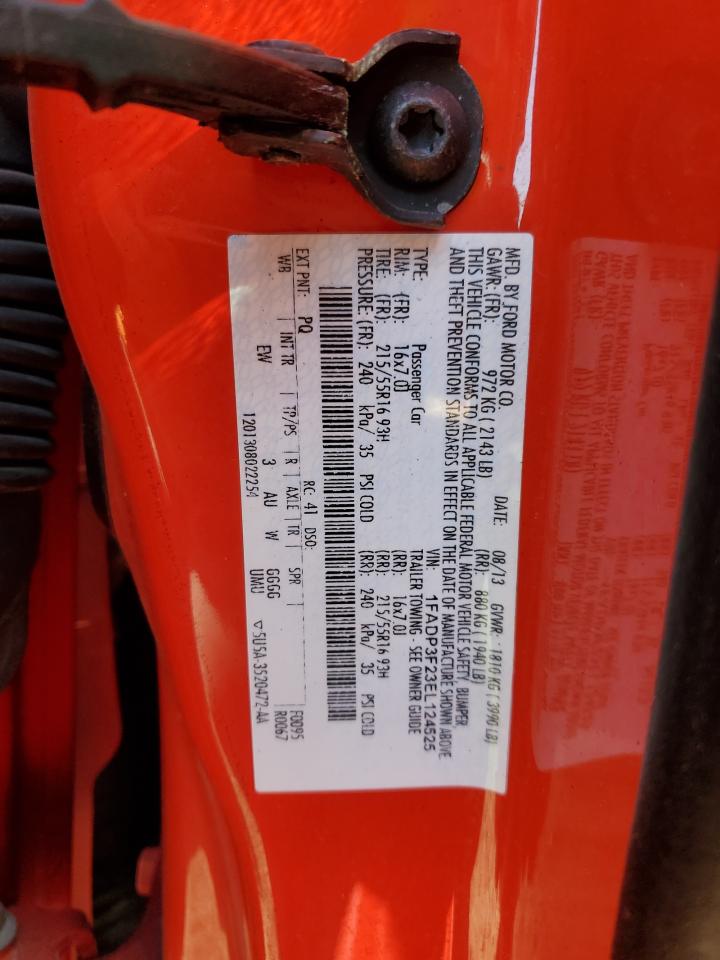 MFD. BY FORD MOTOR CO. DATE: 08/13 GVWR: 1810 KG ( 3990 LB)
GAWR: (FR): 972 KG ( 2143 LB) (RR): 880 KG ( 1940 LB)
THIS VEHICLE CONFORMS TO ALL APPLICABLE FEDERAL MOTOR VEHICLE SAFETY, BUMPER
AND THEFT PREVENTION STANDARDS IN EFFECT ON THE DATE OF MANUFACTURE SHOWN ABOVE
VIN: 1FADP3F23EL124525
TYPE: Passenger Car TRAILER TOWING - SEE OWNER GUIDE
RIM: (FR): 16x7.0J (RR): 16x7.0J
TIRE: (FR): 215/55R16 93H (RR): 215/55R16 93H
PRESSURE: (FR): 240 kPa/ 35 PSI COLD (RR): 240 kPa/ 35 PSI COLD
EXT PNT: PQ RC: 41 DSO: F0095
WB INT TR TP/PS R AXLE TR SPR R0067
EW 3 AU W GGGG
1201308022254 UMU ▽5U5A-3520472-AA